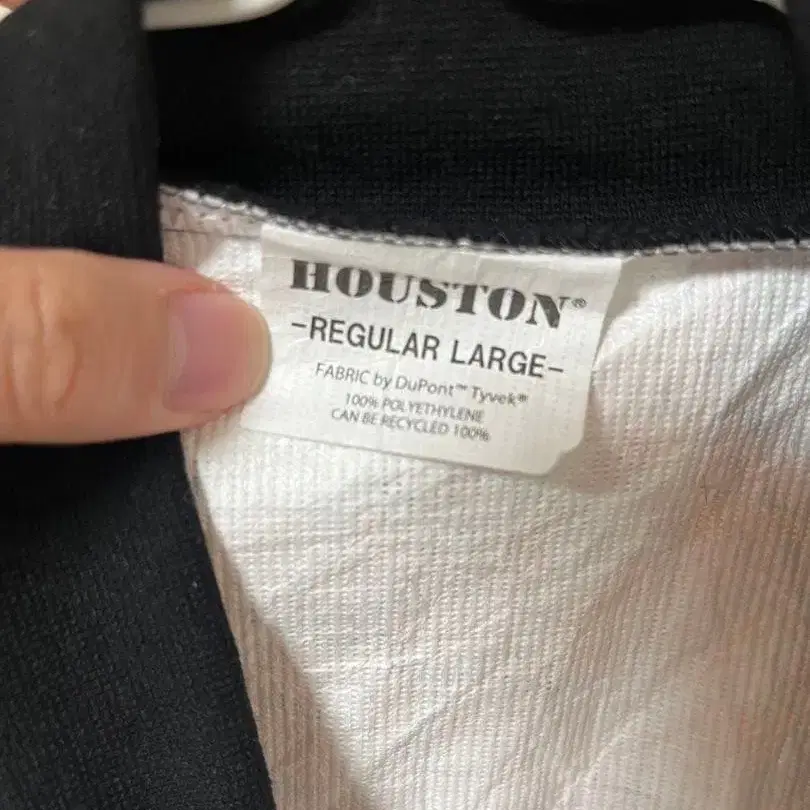 HOUSTON®
-REGULAR LARGE-
FABRIC by DuPont™ Tyvek®
100% POLYETHYLENE
CAN BE RECYCLED 100%